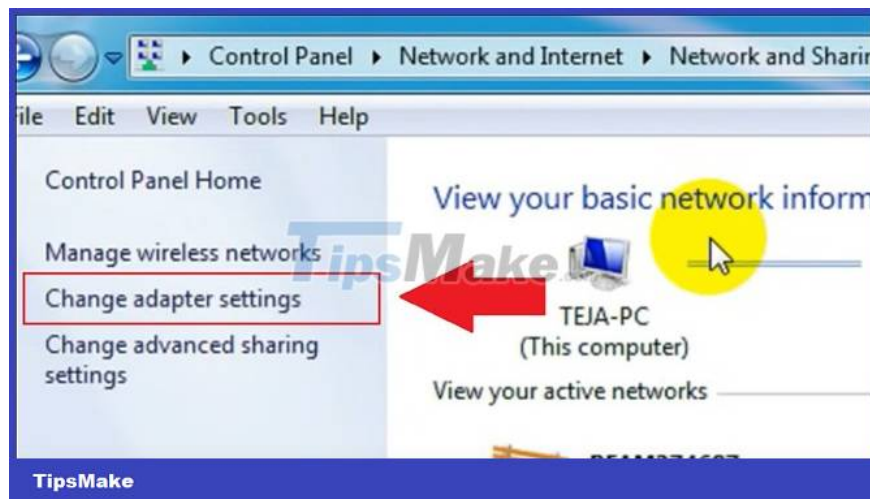 Control Panel ▸ Network and Internet ▸ Network and Sharin
File Edit View Tools Help
Control Panel Home
View your basic network inform
Manage wireless networks
TipsMake
Change adapter settings
TEJA-PC
(This computer)
Change advanced sharing
settings
View your active networks
TipsMake